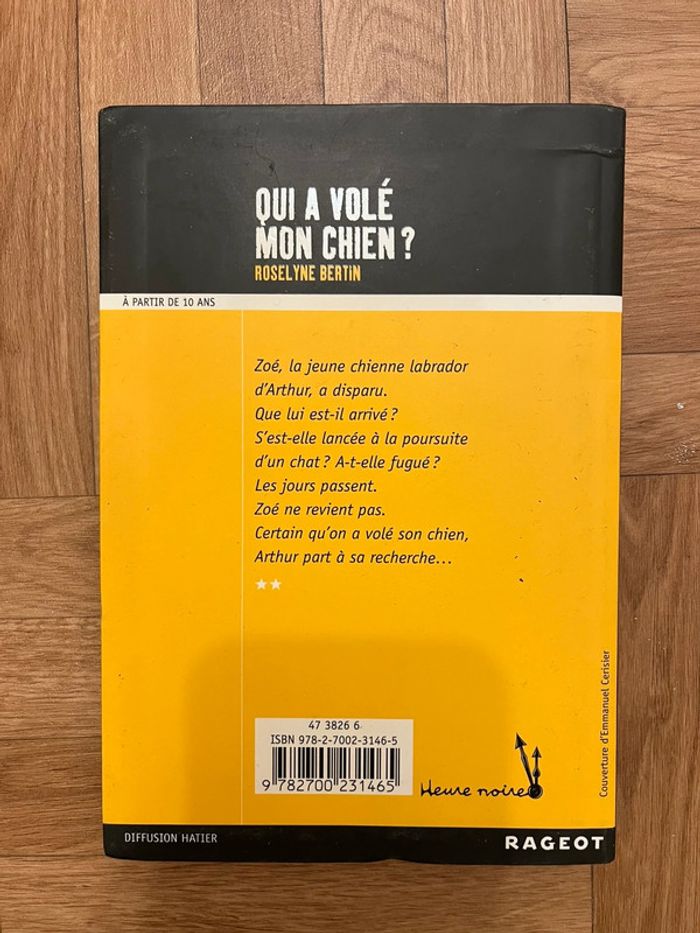 QUI A VOLÉ
MON CHIEN ?
ROSELYNE BERTIN
À PARTIR DE 10 ANS
Zoé, la jeune chienne labrador
d'Arthur, a disparu.
Que lui est-il arrivé ?
S'est-elle lancée à la poursuite
d'un chat ? A-t-elle fugué ?
Les jours passent.
Zoé ne revient pas.
Certain qu'on a volé son chien,
Arthur part à sa recherche...
47 3826 6
ISBN 978-2-7002-3146-5
9 782700 231465
Heure noire
Couverture d'Emmanuel Cerisier
DIFFUSION HATIER
RAGEOT